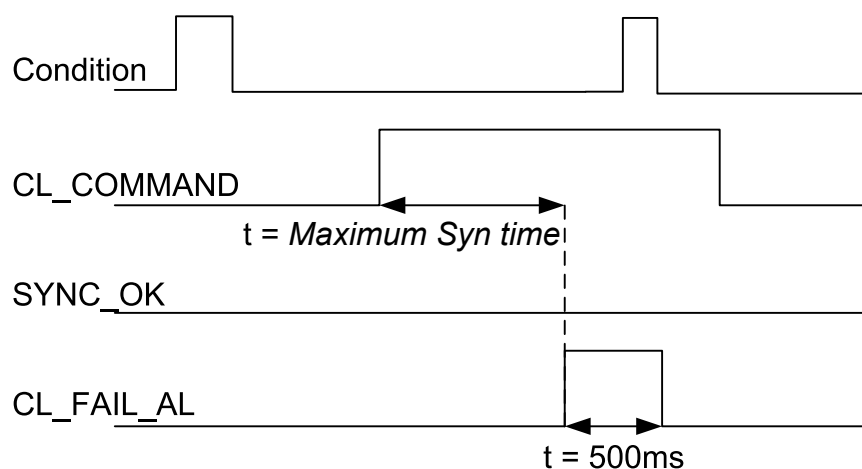 Condition
CL_COMMAND
t = Maximum Syn time
SYNC_OK
CL_FAIL_AL
t = 500ms